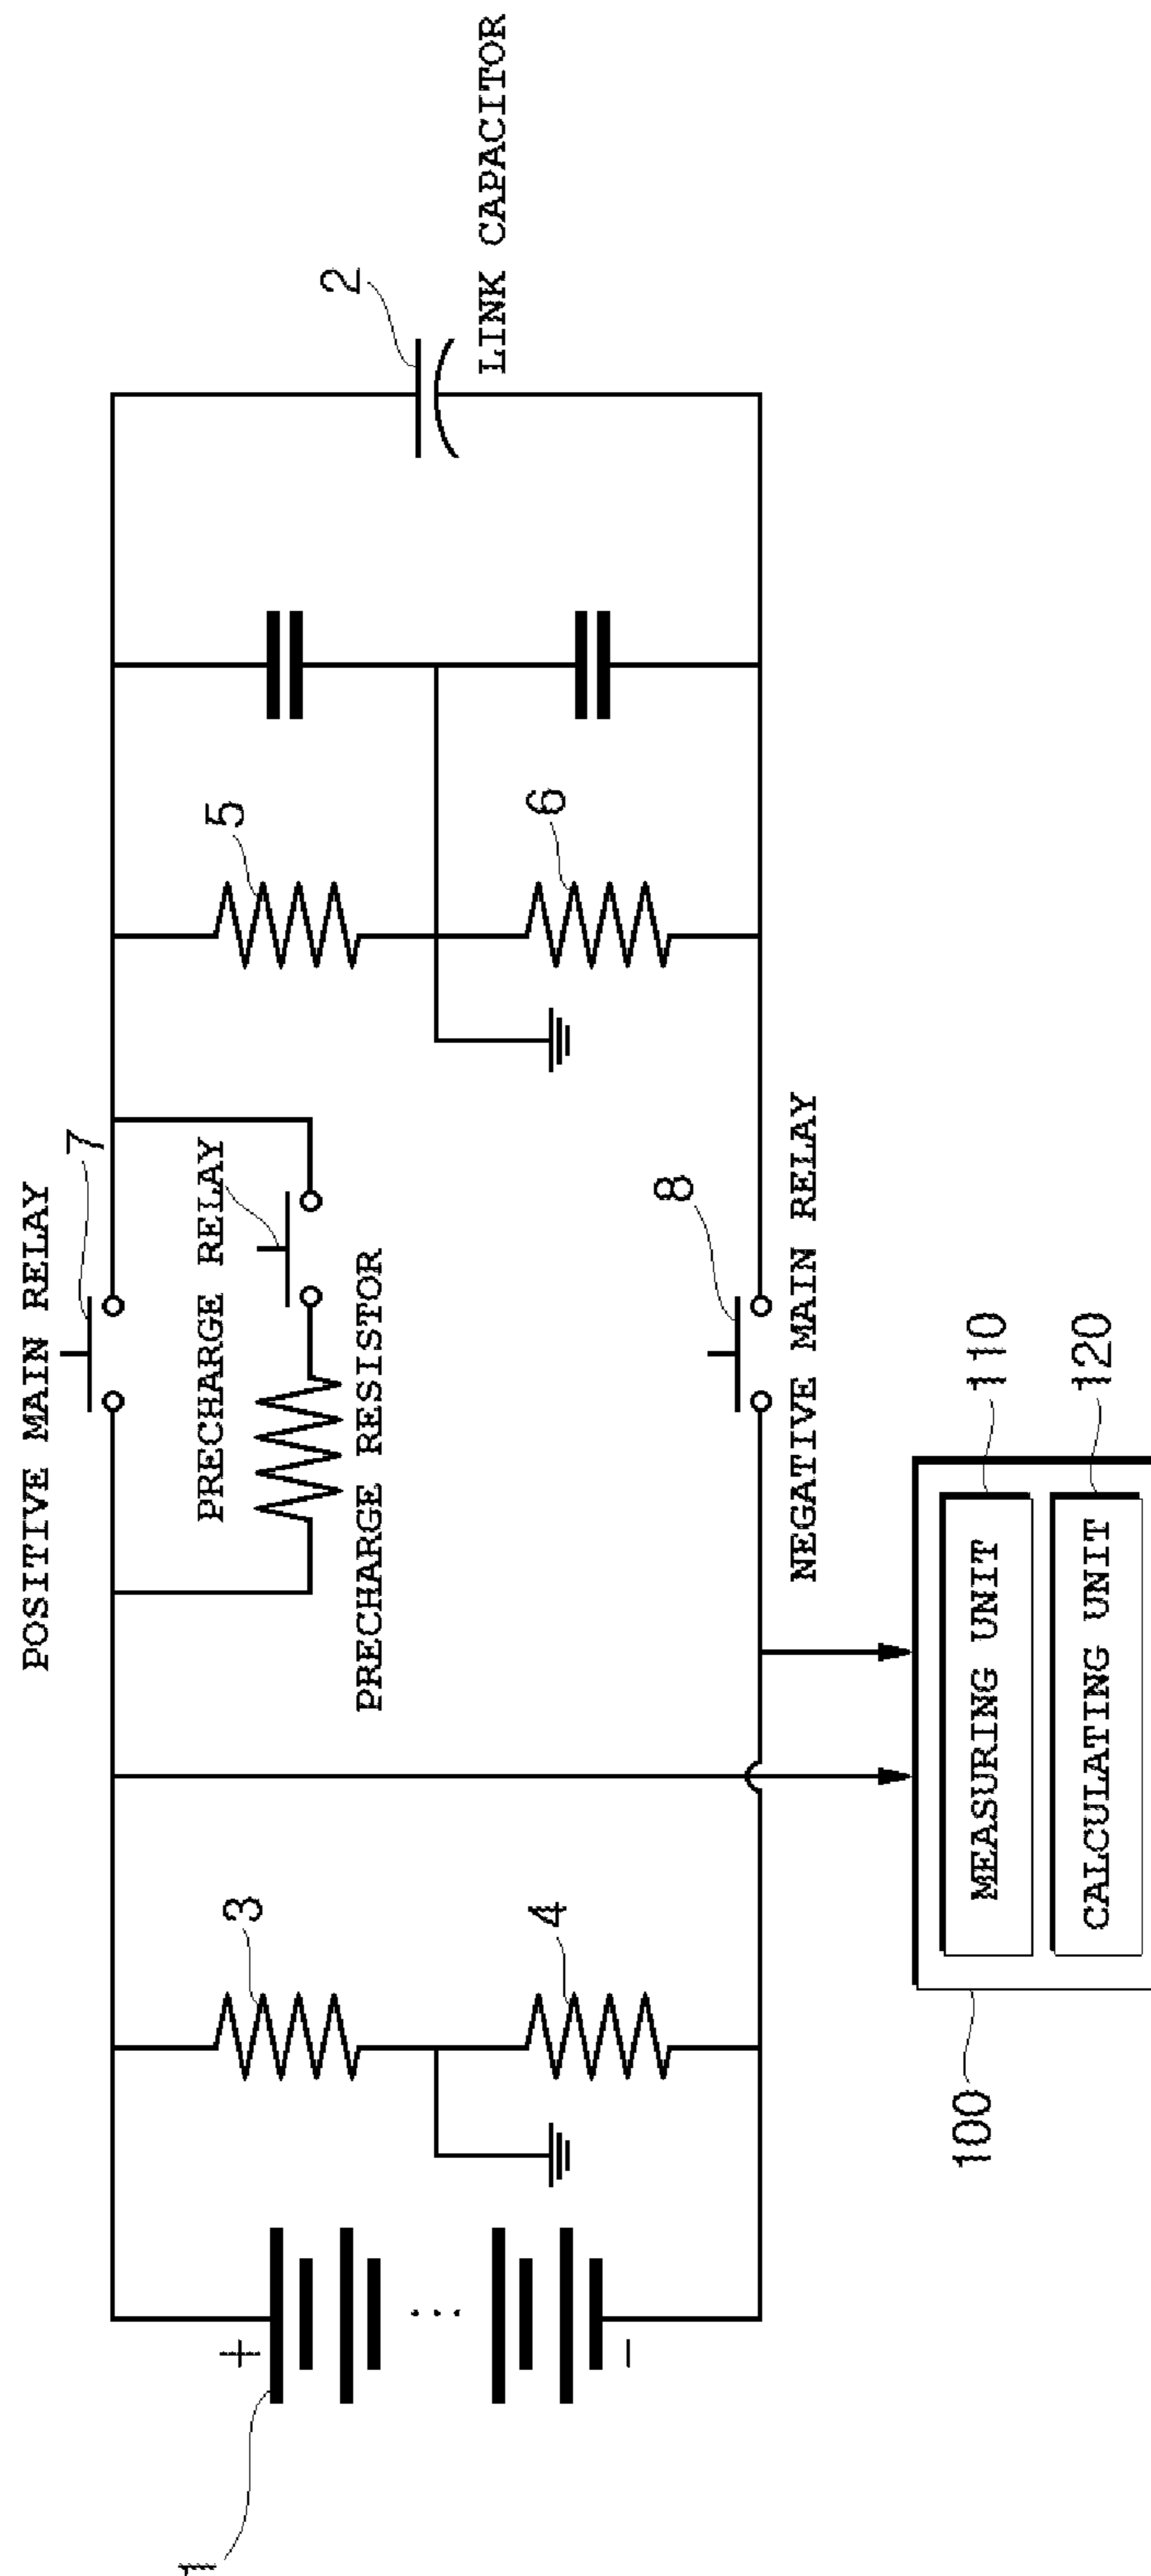 POSITIVE MAIN RELAY
7
PRECHARGE RELAY
PRECHARGE RESISTOR
1
+
-
3
4
5
6
2
LINK CAPACITOR
8
NEGATIVE MAIN RELAY
100
MEASURING UNIT
110
CALCULATING UNIT
120